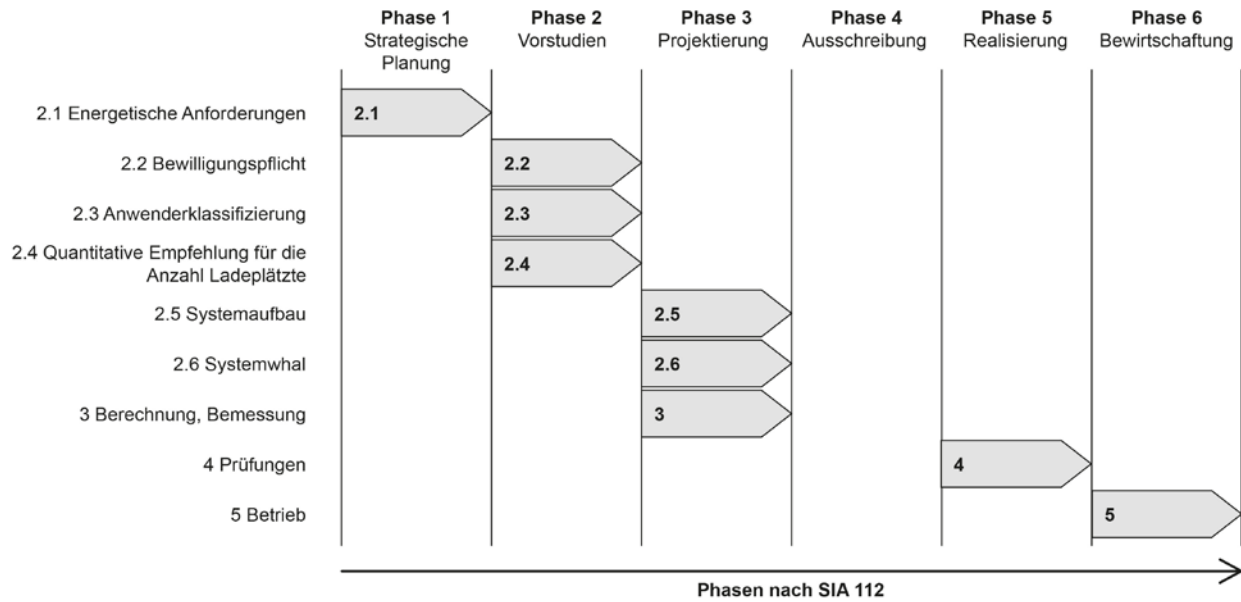 Phase 1 Phase 2 Phase 3 Phase 4 Phase 5 Phase 6
Strategische Vorstudien Projektierung Ausschreibung Realisierung Bewirtschaftung
Planung
2.1 Energetische Anforderungen 2.1
2.2 Bewilligungspflicht 2.2
2.3 Anwenderklassifizierung 2.3
2.4 Quantitative Empfehlung für die
Anzahl Ladeplätzte 2.4
2.5 Systemaufbau 2.5
2.6 Systemwhal 2.6
3 Berechnung, Bemessung 3
4 Prüfungen 4
5 Betrieb 5
Phasen nach SIA 112